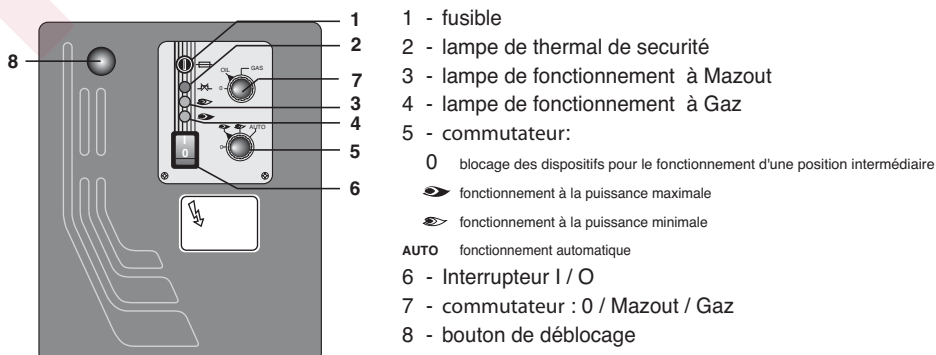 1
2
3
4
5
6
7
8
OIL
GAS
0
AUTO
0
I
0
1 - fusible
2 - lampe de thermal de securité
3 - lampe de fonctionnement à Mazout
4 - lampe de fonctionnement à Gaz
5 - commutateur:
0 blocage des dispositifs pour le fonctionnement d'une position intermédiaire
fonctionnement à la puissance maximale
fonctionnement à la puissance minimale
AUTO fonctionnement automatique
6 - Interrupteur I / O
7 - commutateur : 0 / Mazout / Gaz
8 - bouton de déblocage